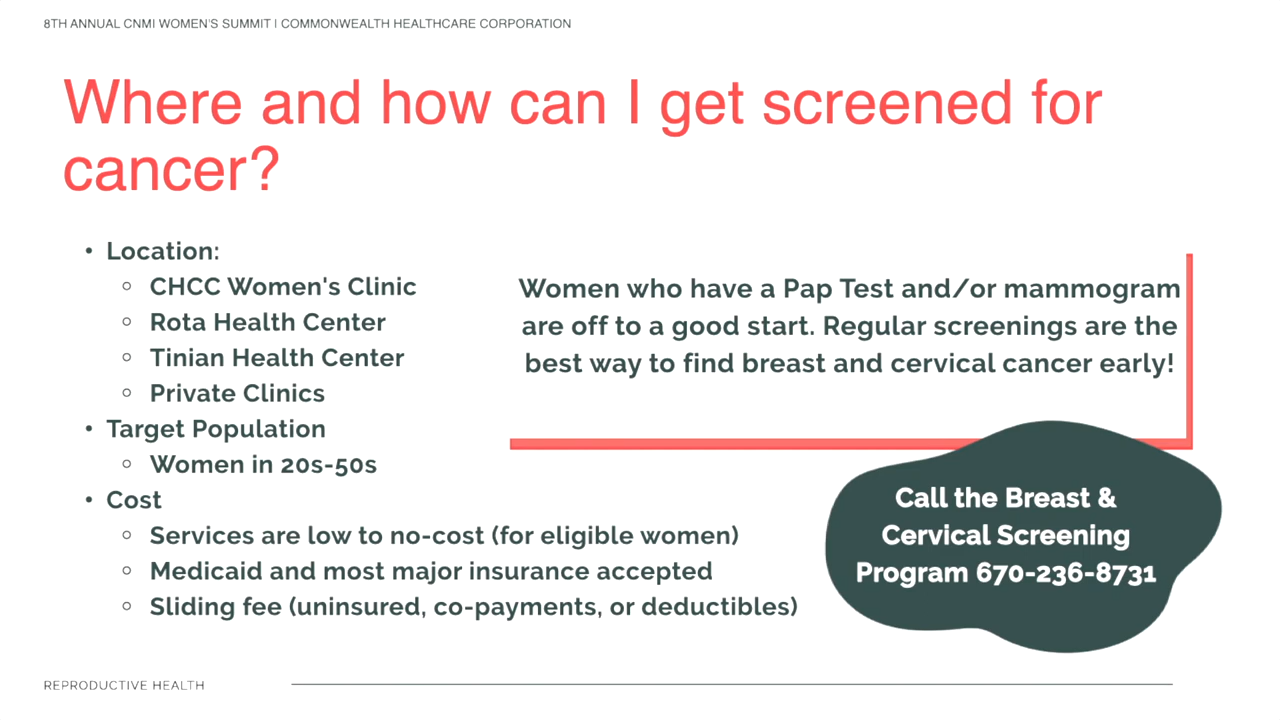 8TH ANNUAL CNMI WOMEN'S SUMMIT | COMMONWEALTH HEALTHCARE CORPORATION
Where and how can I get screened for
cancer?
• Location:
○ CHCC Women's Clinic
○ Rota Health Center
○ Tinian Health Center
○ Private Clinics
• Target Population
○ Women in 20s-50s
• Cost
○ Services are low to no-cost (for eligible women)
○ Medicaid and most major insurance accepted
○ Sliding fee (uninsured, co-payments, or deductibles)
Women who have a Pap Test and/or mammogram
are off to a good start. Regular screenings are the
best way to find breast and cervical cancer early!
Call the Breast &
Cervical Screening
Program 670-236-8731
REPRODUCTIVE HEALTH